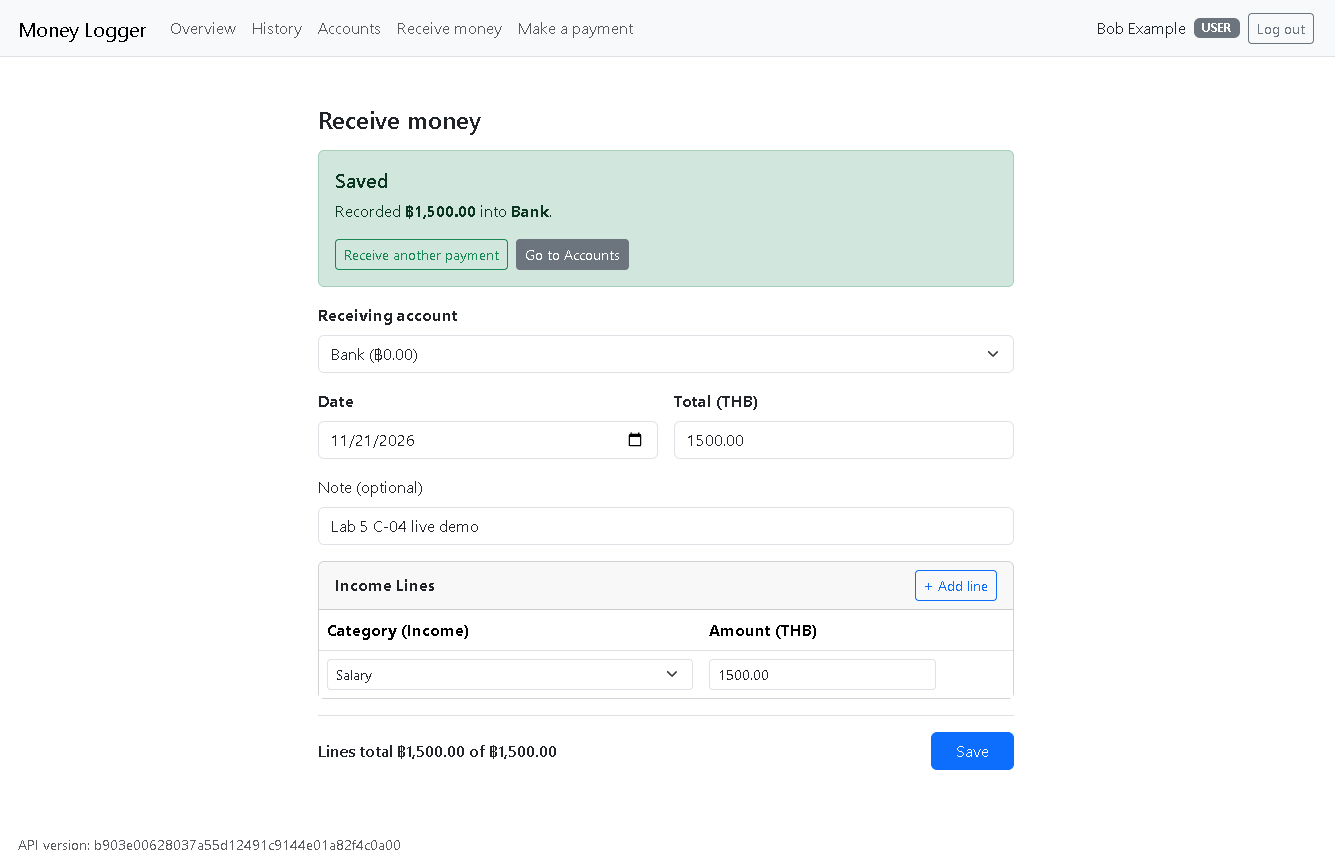 Money Logger Overview History Accounts Receive money Make a payment Bob Example USER Log out
Receive money
Saved
Recorded ฿1,500.00 into Bank.
Receive another payment Go to Accounts
Receiving account
Bank (฿0.00)
Date Total (THB)
11/21/2026 1500.00
Note (optional)
Lab 5 C-04 live demo
Income Lines + Add line
Category (Income) Amount (THB)
Salary 1500.00
Lines total ฿1,500.00 of ฿1,500.00 Save
API version: b903e00628037a55d12491c9144e01a82f4c0a00